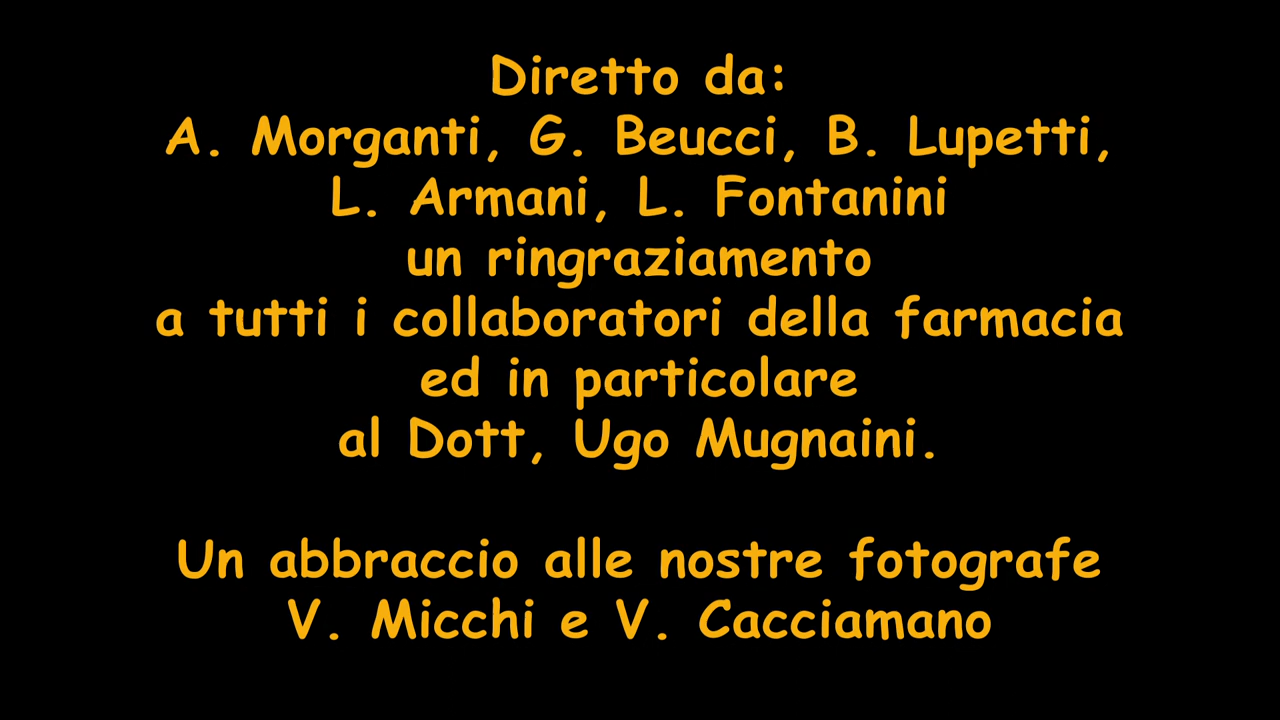 Diretto da:
A. Morganti, G. Beucci, B. Lupetti,
L. Armani, L. Fontanini
un ringraziamento
a tutti i collaboratori della farmacia
ed in particolare
al Dott, Ugo Mugnaini.
Un abbraccio alle nostre fotografe
V. Micchi e V. Cacciamano